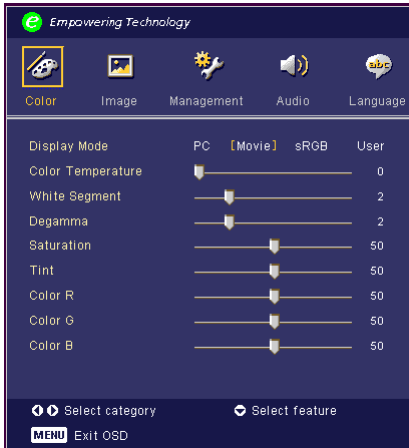 Empowering Technology
Color Image Management Audio Language
Display Mode PC [Movie] sRGB User
Color Temperature 0
White Segment 2
Degamma 2
Saturation 50
Tint 50
Color R 50
Color G 50
Color B 50
Select category Select feature
MENU Exit OSD